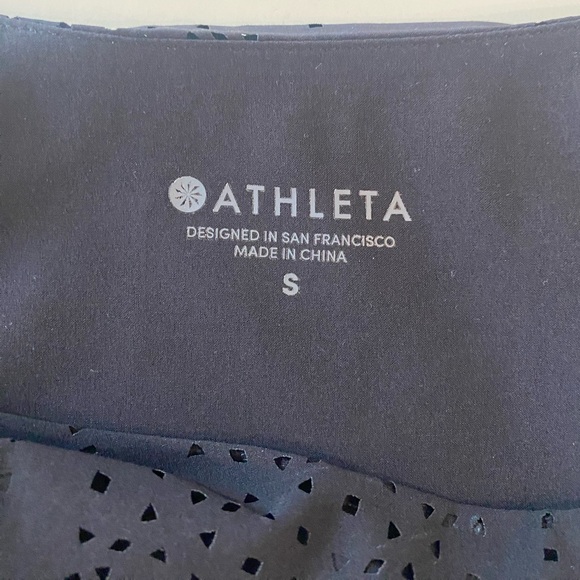 ATHLETA
DESIGNED IN SAN FRANCISCO
MADE IN CHINA
S